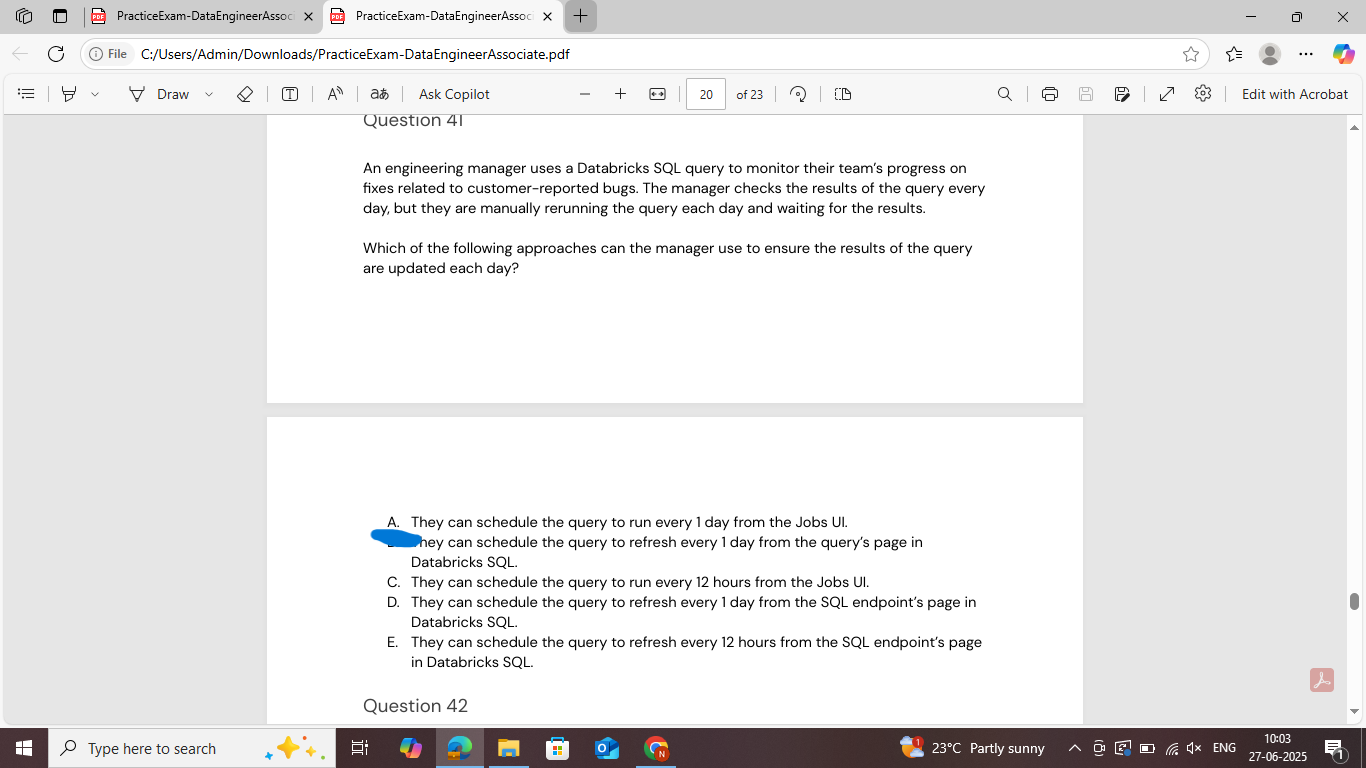 PracticeExam-DataEngineerAssoc
PracticeExam-DataEngineerAssoci
File
C:/Users/Admin/Downloads/PracticeExam-DataEngineerAssociate.pdf
Draw
Ask Copilot
20
of 23
Edit with Acrobat
Question 41
An engineering manager uses a Databricks SQL query to monitor their team’s progress on
fixes related to customer-reported bugs. The manager checks the results of the query every
day, but they are manually rerunning the query each day and waiting for the results.
Which of the following approaches can the manager use to ensure the results of the query
are updated each day?
A. They can schedule the query to run every 1 day from the Jobs UI.
can schedule the query to refresh every 1 day from the query’s page in
Databricks SQL.
C. They can schedule the query to run every 12 hours from the Jobs UI.
D. They can schedule the query to refresh every 1 day from the SQL endpoint’s page in
Databricks SQL.
E. They can schedule the query to refresh every 12 hours from the SQL endpoint’s page
in Databricks SQL.
Question 42
Type here to search
1
23°C Partly sunny
ENG
10:03
27-06-2025
1